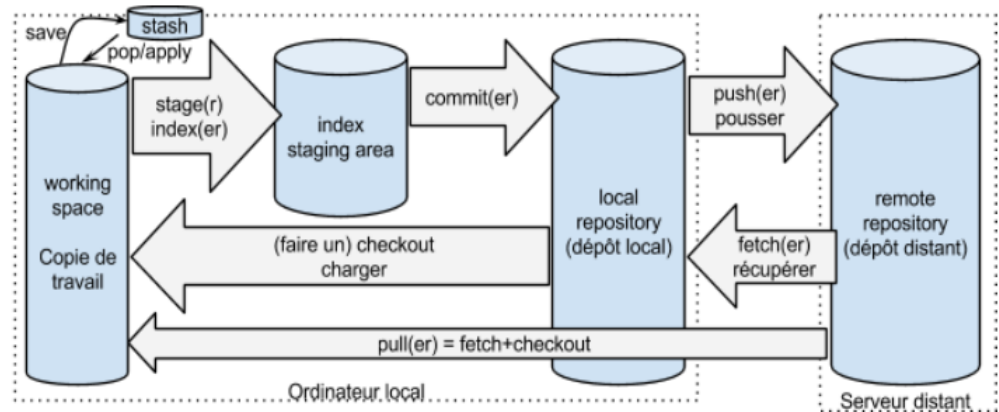 save
stash
pop/apply
stage(r)
index(er)
index
staging area
commit(er)
push(er)
pousser
working
space
Copie de
travail
local
repository
(dépôt local)
remote
repository
(dépôt distant)
(faire un) checkout
charger
fetch(er)
récupérer
pull(er) = fetch+checkout
Ordinateur local
Serveur distant